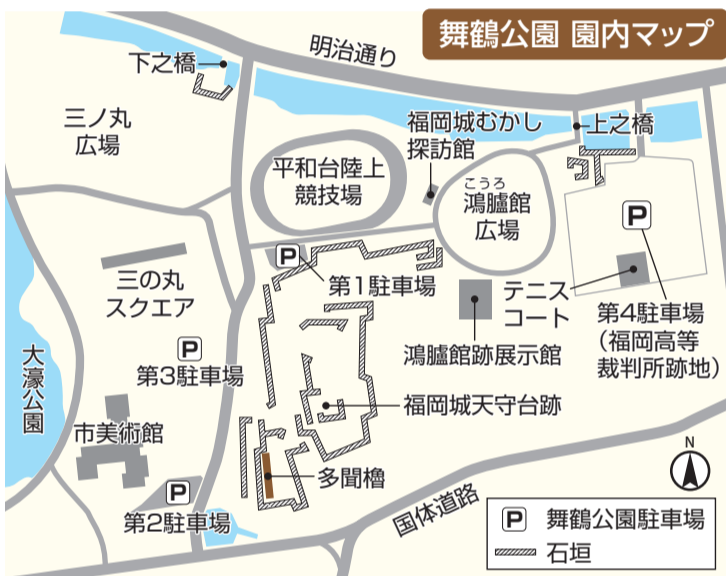 舞鶴公園 園内マップ
明治通り
下之橋
三ノ丸
広場
福岡城むかし
探訪館
上之橋
平和台陸上
競技場
こうろ
鴻臚館
広場
P
P
第1駐車場
三の丸
スクエア
テニス
コート
第4駐車場
(福岡高等
裁判所跡地)
鴻臚館跡展示館
P
第3駐車場
大濠公園
福岡城天守台跡
市美術館
多聞櫓
P
第2駐車場
国体道路
N
P 舞鶴公園駐車場
石垣